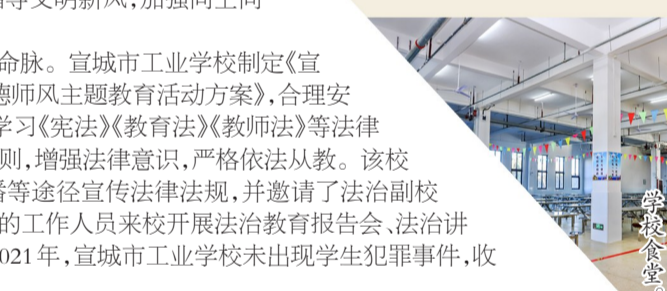 文明新风,加强向上向
命脉。宣城市工业学校制定《宣
德师风主题教育活动方案》,合理安
学习《宪法》《教育法》《教师法》等法律
则,增强法律意识,严格依法从教。该校
等途径宣传法律法规,并邀请了法治副校
的工作人员来校开展法治教育报告会、法治讲
021年,宣城市工业学校未出现学生犯罪事件,收
学校食堂。